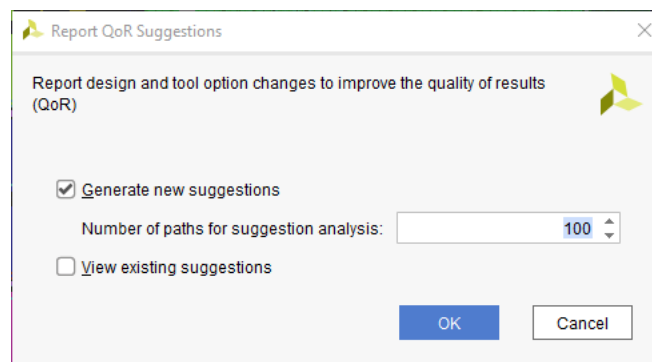 Report QoR Suggestions
Report design and tool option changes to improve the quality of results
(QoR)
Generate new suggestions
Number of paths for suggestion analysis: 100
View existing suggestions
OK Cancel